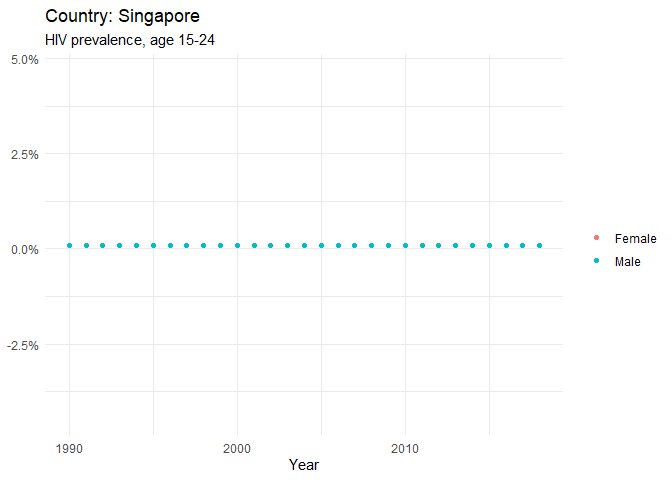 Country: Singapore
HIV prevalence, age 15-24
5.0%
2.5%
0.0%
-2.5%
Female
Male
1990
2000
2010
Year